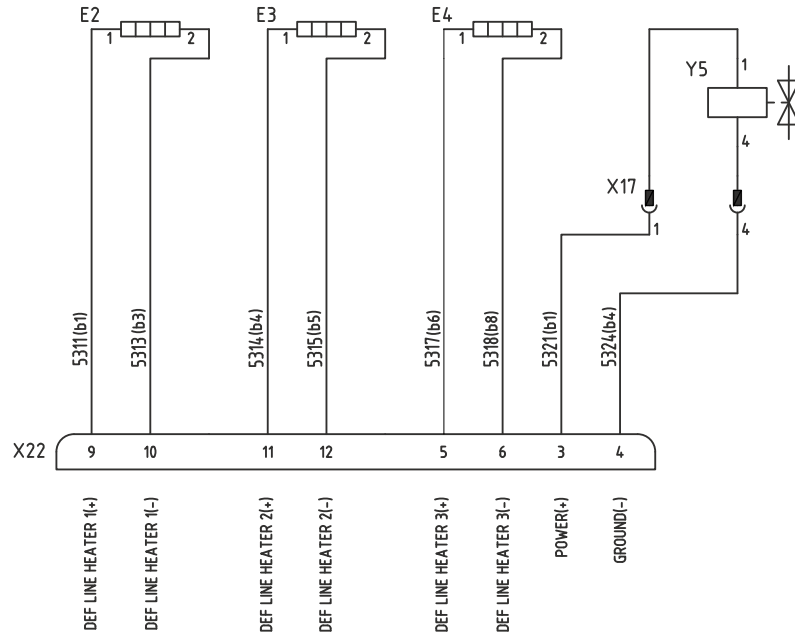 E2
1
2
E3
1
2
E4
1
2
Y5
1
4
X17
1
4
5311(b1)
5313(b3)
5314(b4)
5315(b5)
5317(b6)
5318(b8)
5321(b1)
5324(b4)
X22
9
10
11
12
5
6
3
4
DEF LINE HEATER 1(+)
DEF LINE HEATER 1(-)
DEF LINE HEATER 2(+)
DEF LINE HEATER 2(-)
DEF LINE HEATER 3(+)
DEF LINE HEATER 3(-)
POWER(+)
GROUND(-)